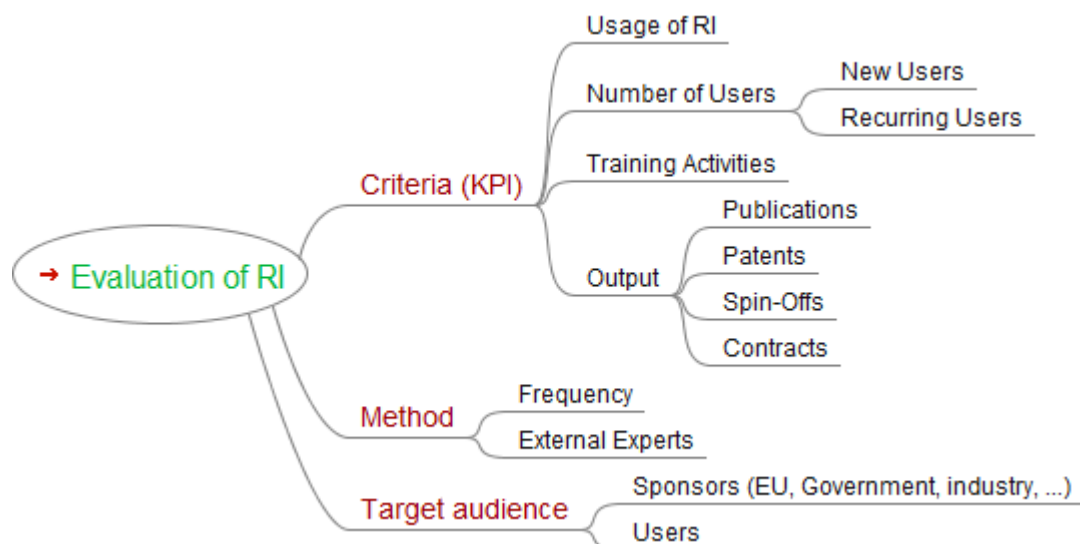 Evaluation of RI
Criteria (KPI)
Usage of RI
Number of Users
New Users
Recurring Users
Training Activities
Output
Publications
Patents
Spin-Offs
Contracts
Method
Frequency
External Experts
Target audience
Sponsors (EU, Government, industry, ...)
Users